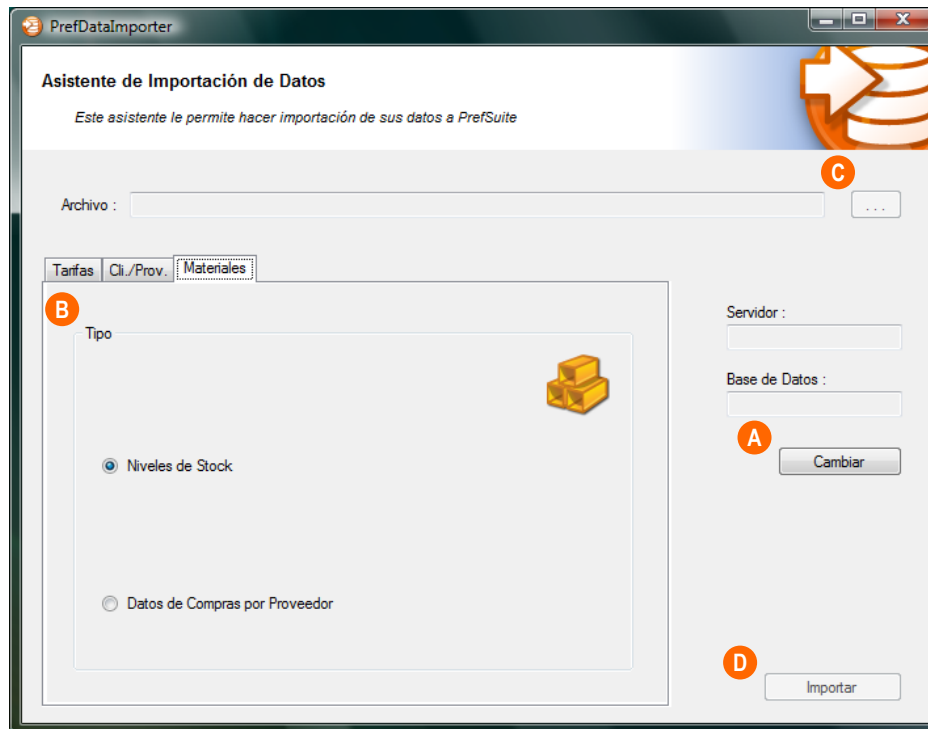 PrefDataImporter
Asistente de Importación de Datos
Este asistente le permite hacer importación de sus datos a PrefSuite
C
Archivo :
...
Tarifas Cli./Prov. Materiales
B
Tipo
Servidor :
Base de Datos :
A
Niveles de Stock
Cambiar
Datos de Compras por Proveedor
D
Importar